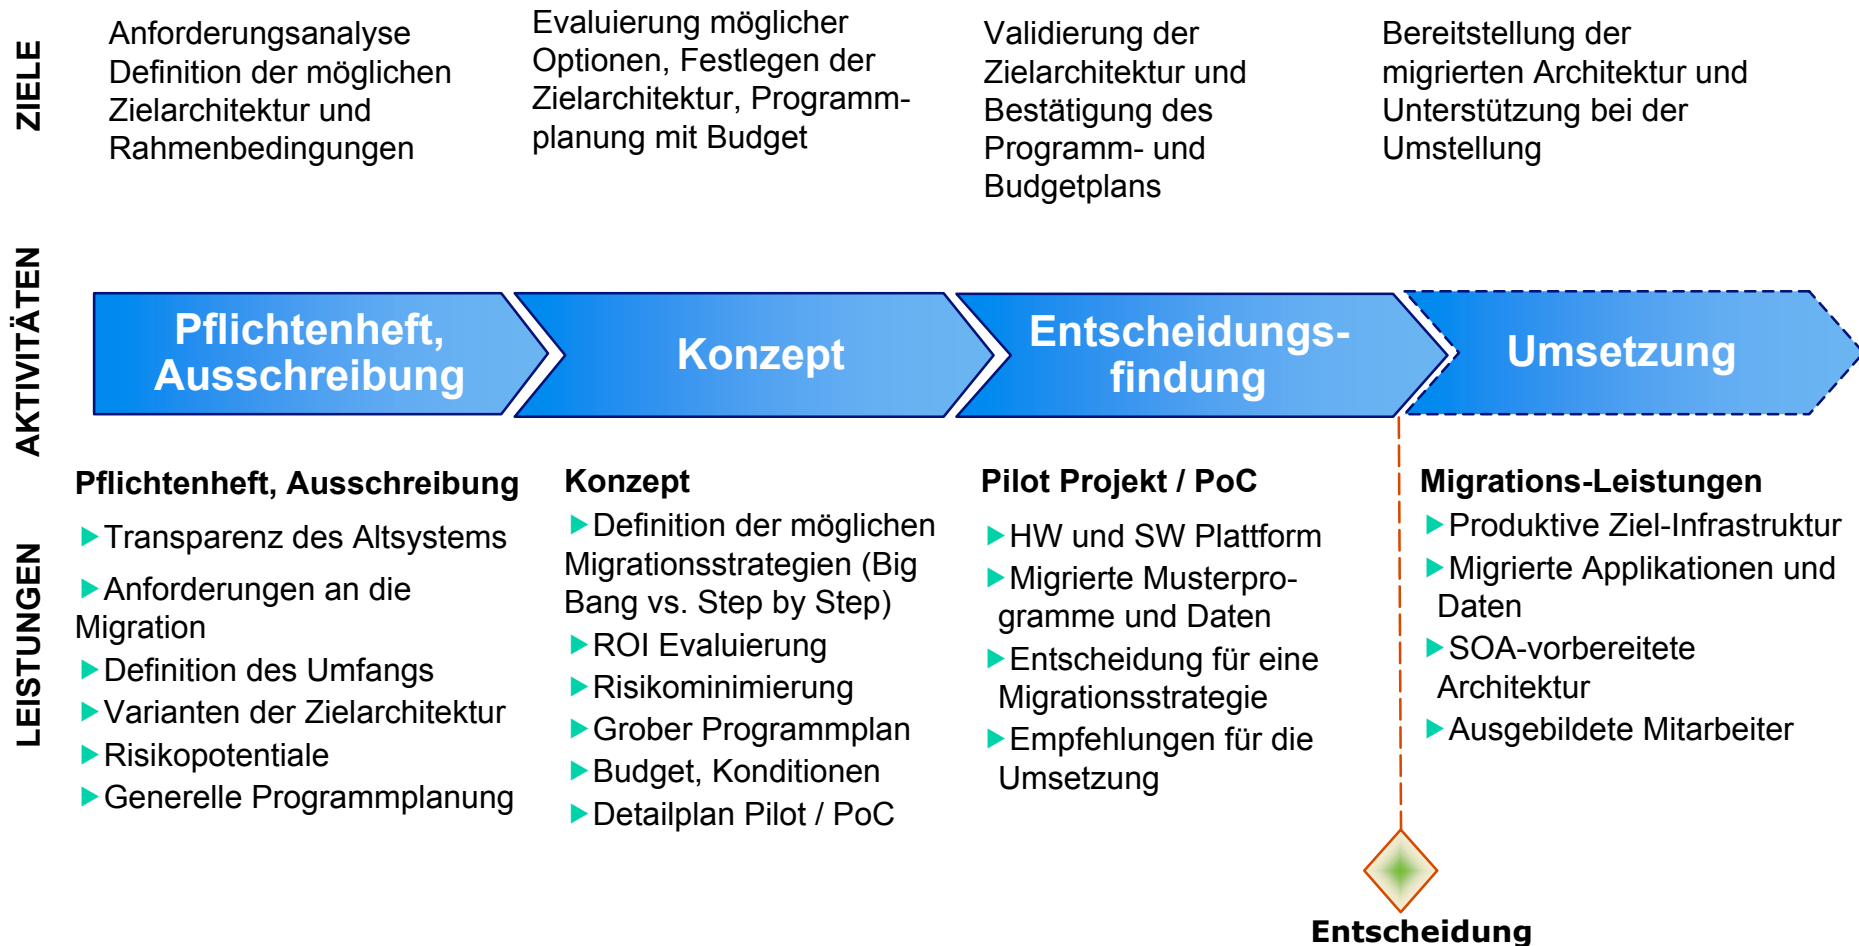 ZIELE
Anforderungsanalyse
Definition der möglichen
Zielarchitektur und
Rahmenbedingungen
Evaluierung möglicher
Optionen, Festlegen der
Zielarchitektur, Programm-
planung mit Budget
Validierung der
Zielarchitektur und
Bestätigung des
Programm- und
Budgetplans
Bereitstellung der
migrierten Architektur und
Unterstützung bei der
Umstellung
AKTIVITÄTEN
Pflichtenheft,
Ausschreibung
Konzept
Entscheidungs-
findung
Umsetzung
LEISTUNGEN
Pflichtenheft, Ausschreibung
Transparenz des Altsystems
Anforderungen an die
Migration
Definition des Umfangs
Varianten der Zielarchitektur
Risikopotentiale
Generelle Programmplanung
Konzept
Definition der möglichen
Migrationsstrategien (Big
Bang vs. Step by Step)
ROI Evaluierung
Risikominimierung
Grober Programmplan
Budget, Konditionen
Detailplan Pilot / PoC
Pilot Projekt / PoC
HW und SW Plattform
Migrierte Musterpro-
gramme und Daten
Entscheidung für eine
Migrationsstrategie
Empfehlungen für die
Umsetzung
Migrations-Leistungen
Produktive Ziel-Infrastruktur
Migrierte Applikationen und
Daten
SOA-vorbereitete
Architektur
Ausgebildete Mitarbeiter
Entscheidung